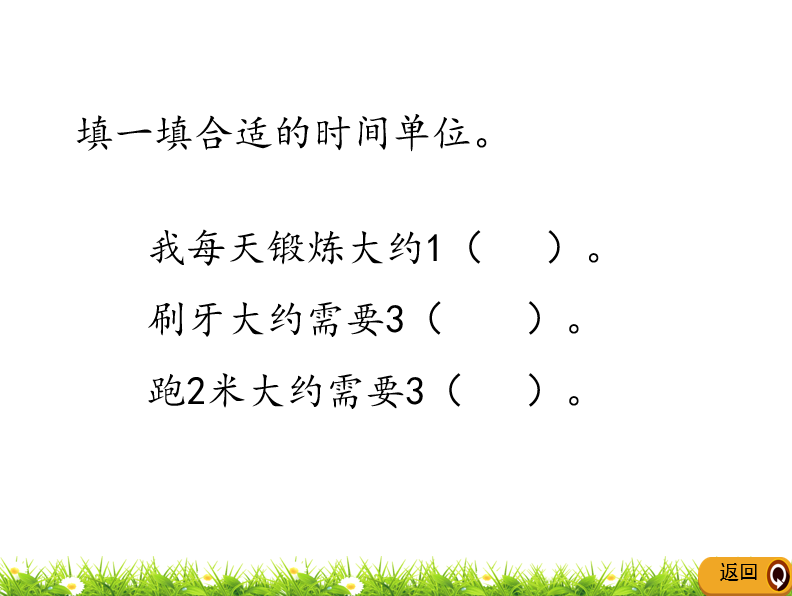 填一填合适的时间单位。
我每天锻炼大约1（　　）。
刷牙大约需要3（　　）。
跑2米大约需要3（　　）。
返回